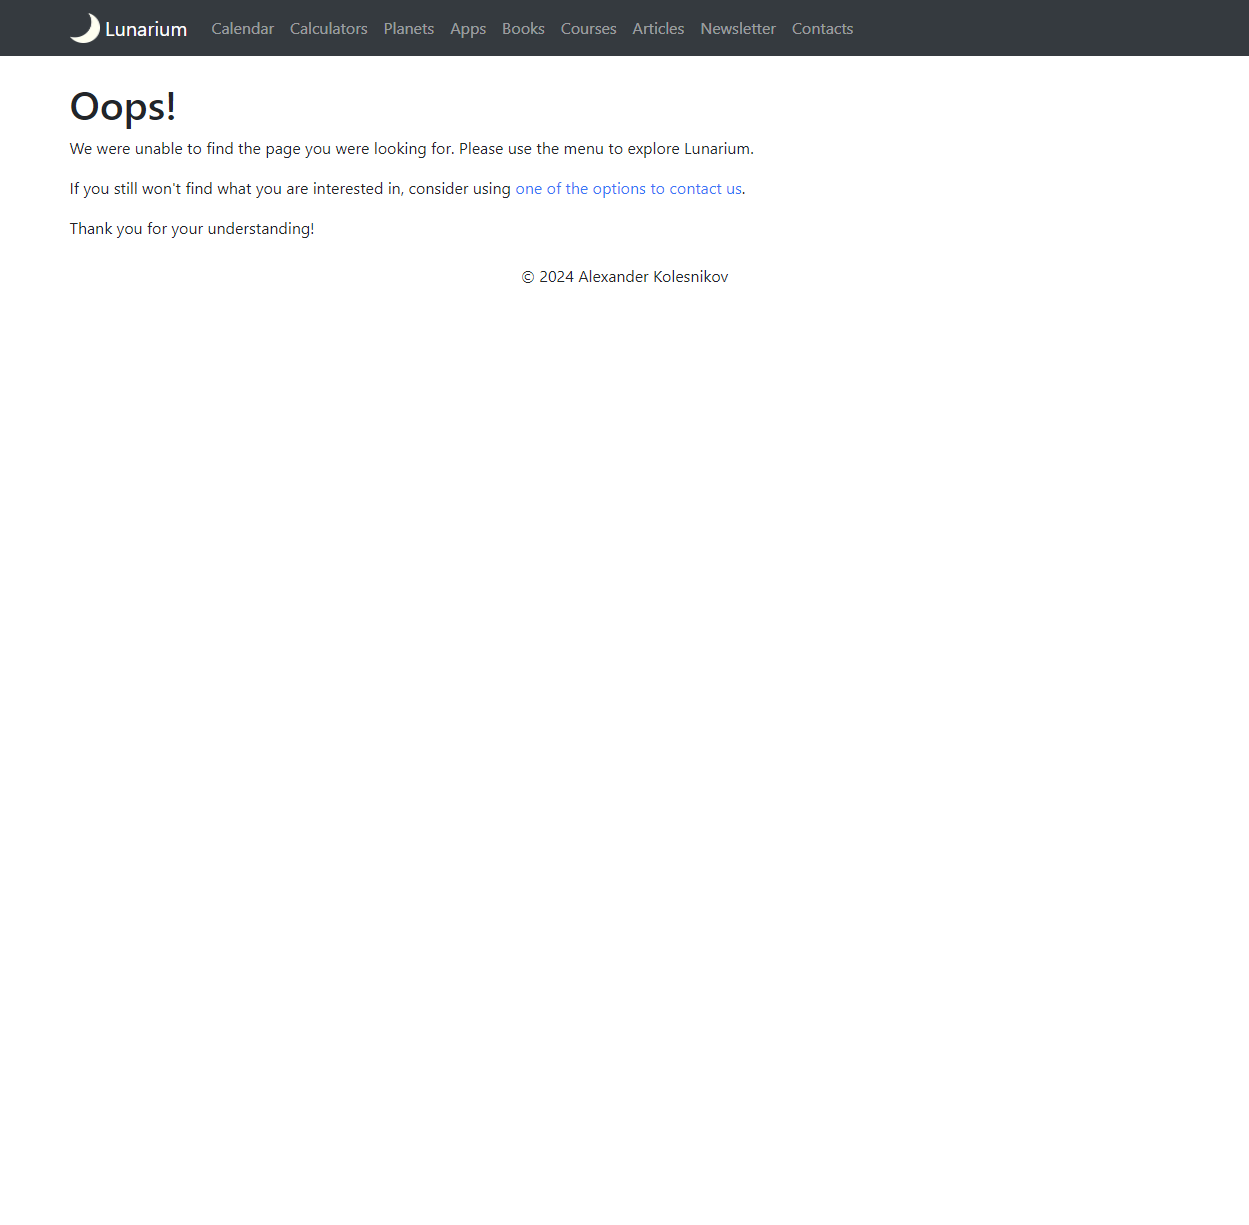 Lunarium Calendar Calculators Planets Apps Books Courses Articles Newsletter Contacts
Oops!
We were unable to find the page you were looking for. Please use the menu to explore Lunarium.
If you still won't find what you are interested in, consider using one of the options to contact us.
Thank you for your understanding!
© 2024 Alexander Kolesnikov